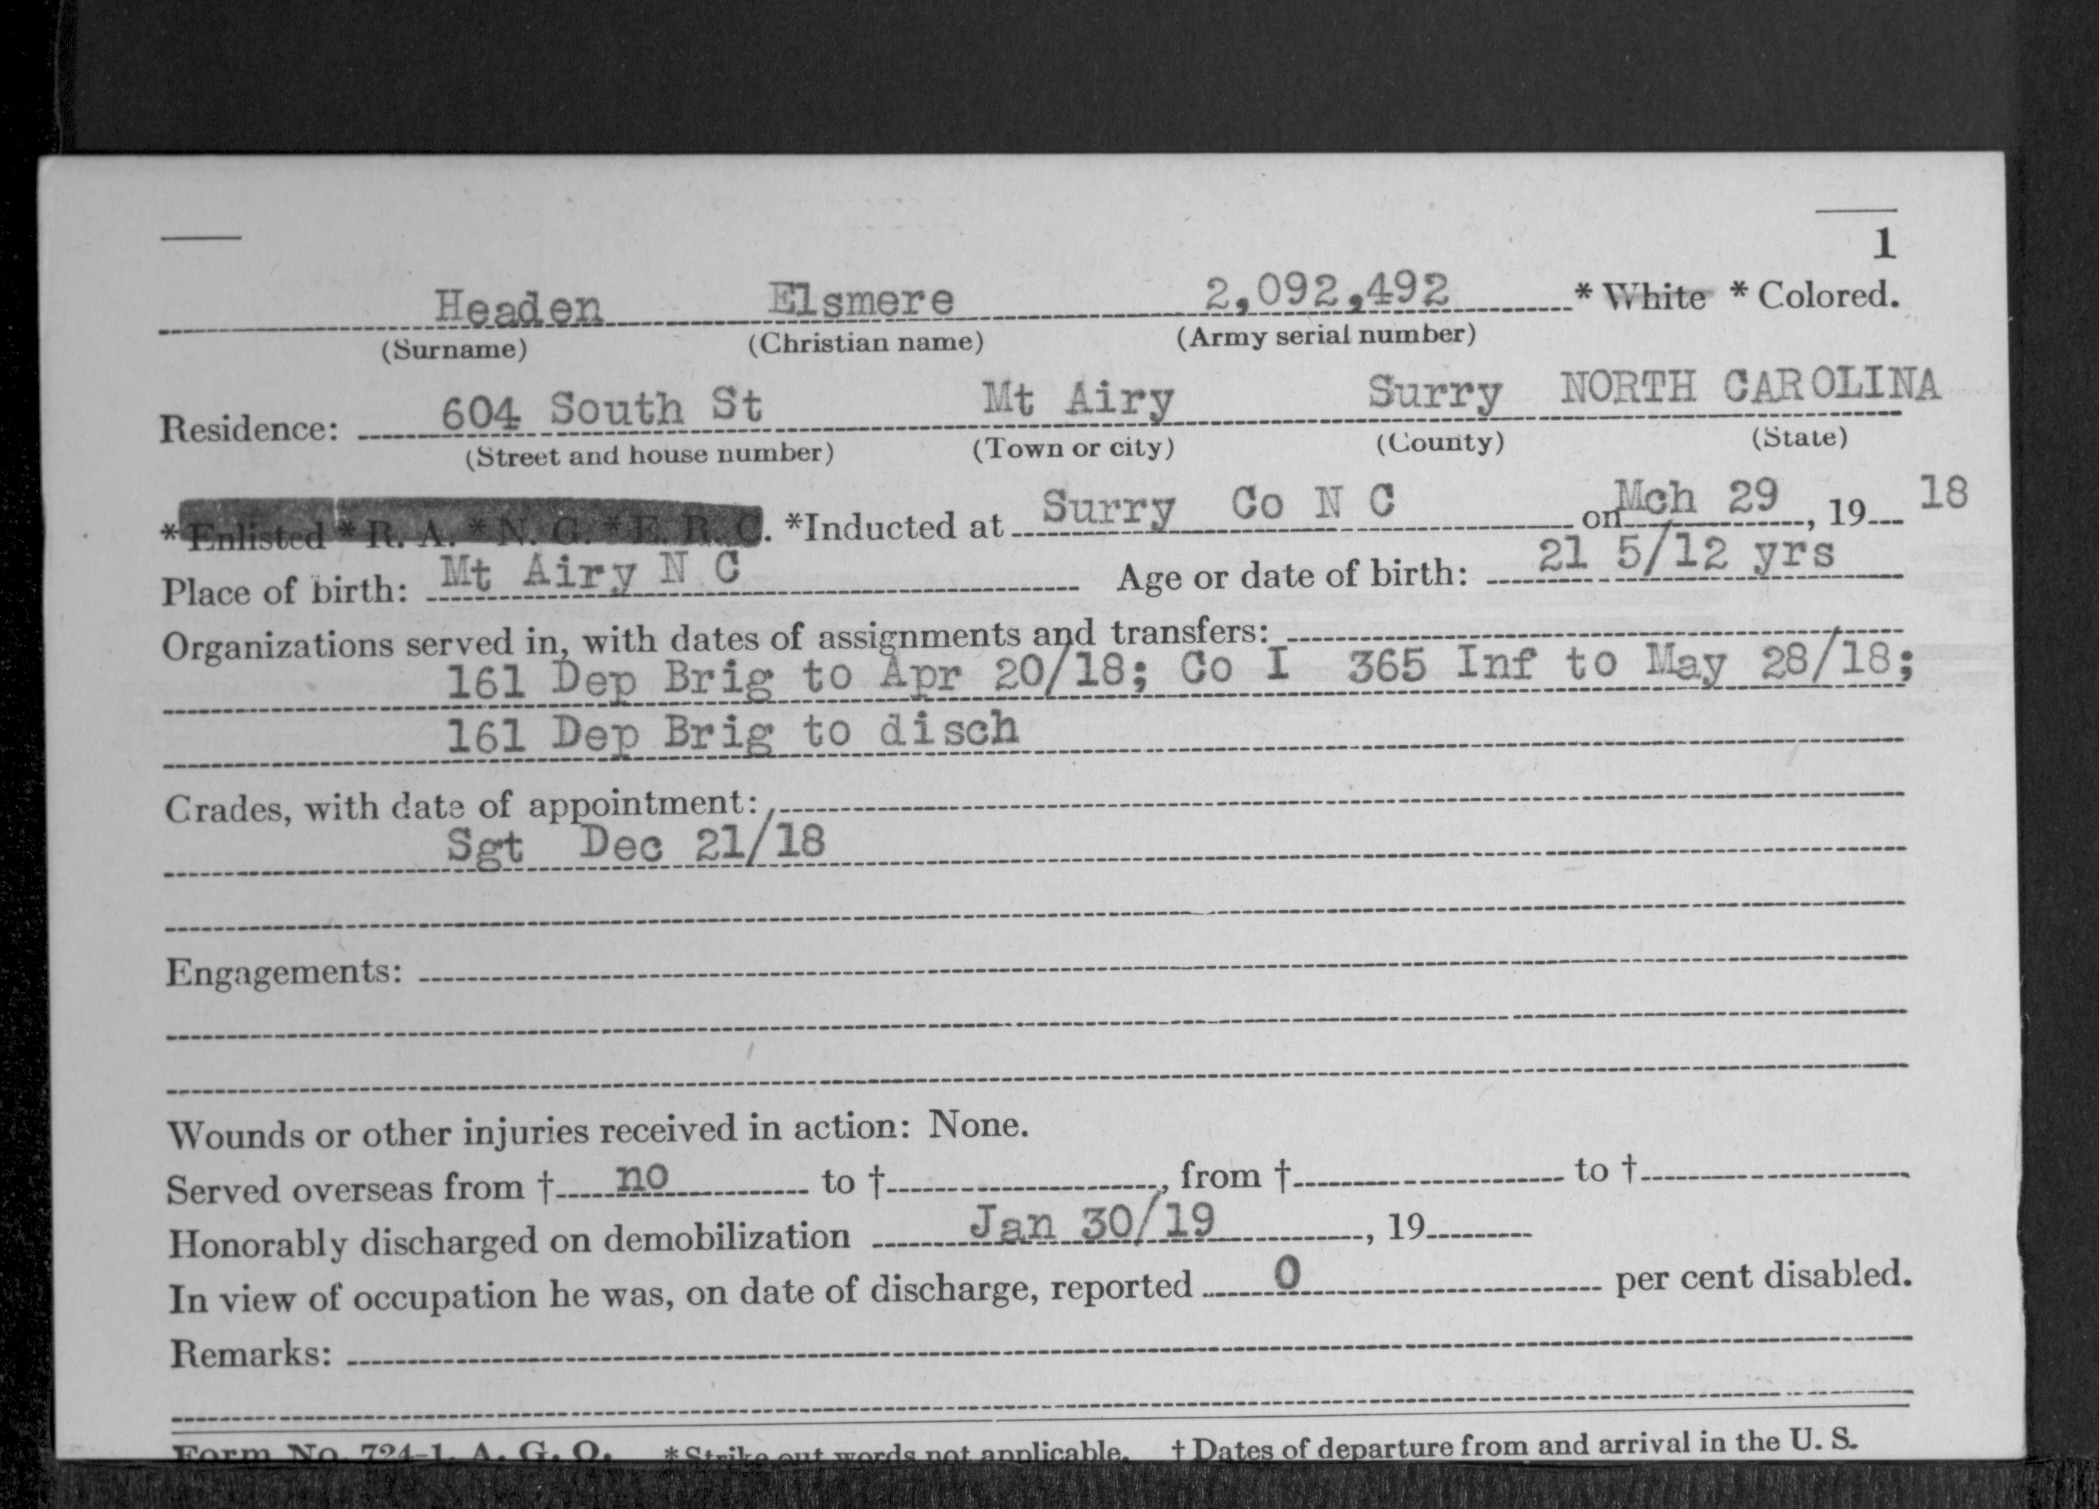 1
Headen Elsmere 2,092,492 * White * Colored.
(Surname) (Christian name) (Army serial number)
Residence: 604 South St Mt Airy Surry NORTH CAROLINA
(Street and house number) (Town or city) (County) (State)
*Enlisted * R. A. * N. G. * E. R. C. *Inducted at Surry Co N C on Mch 29, 19 18
Place of birth: Mt Airy N C Age or date of birth: 21 5/12 yrs
Organizations served in, with dates of assignments and transfers:
161 Dep Brig to Apr 20/18; Co I 365 Inf to May 28/18;
161 Dep Brig to disch
Grades, with date of appointment:
Sgt Dec 21/18
Engagements:
Wounds or other injuries received in action: None.
Served overseas from † no to †, from † to †
Honorably discharged on demobilization Jan 30/19, 19
In view of occupation he was, on date of discharge, reported 0 per cent disabled.
Remarks:
Form No. 724-1, A. G. O. *Strike out words not applicable. † Dates of departure from and arrival in the U. S.